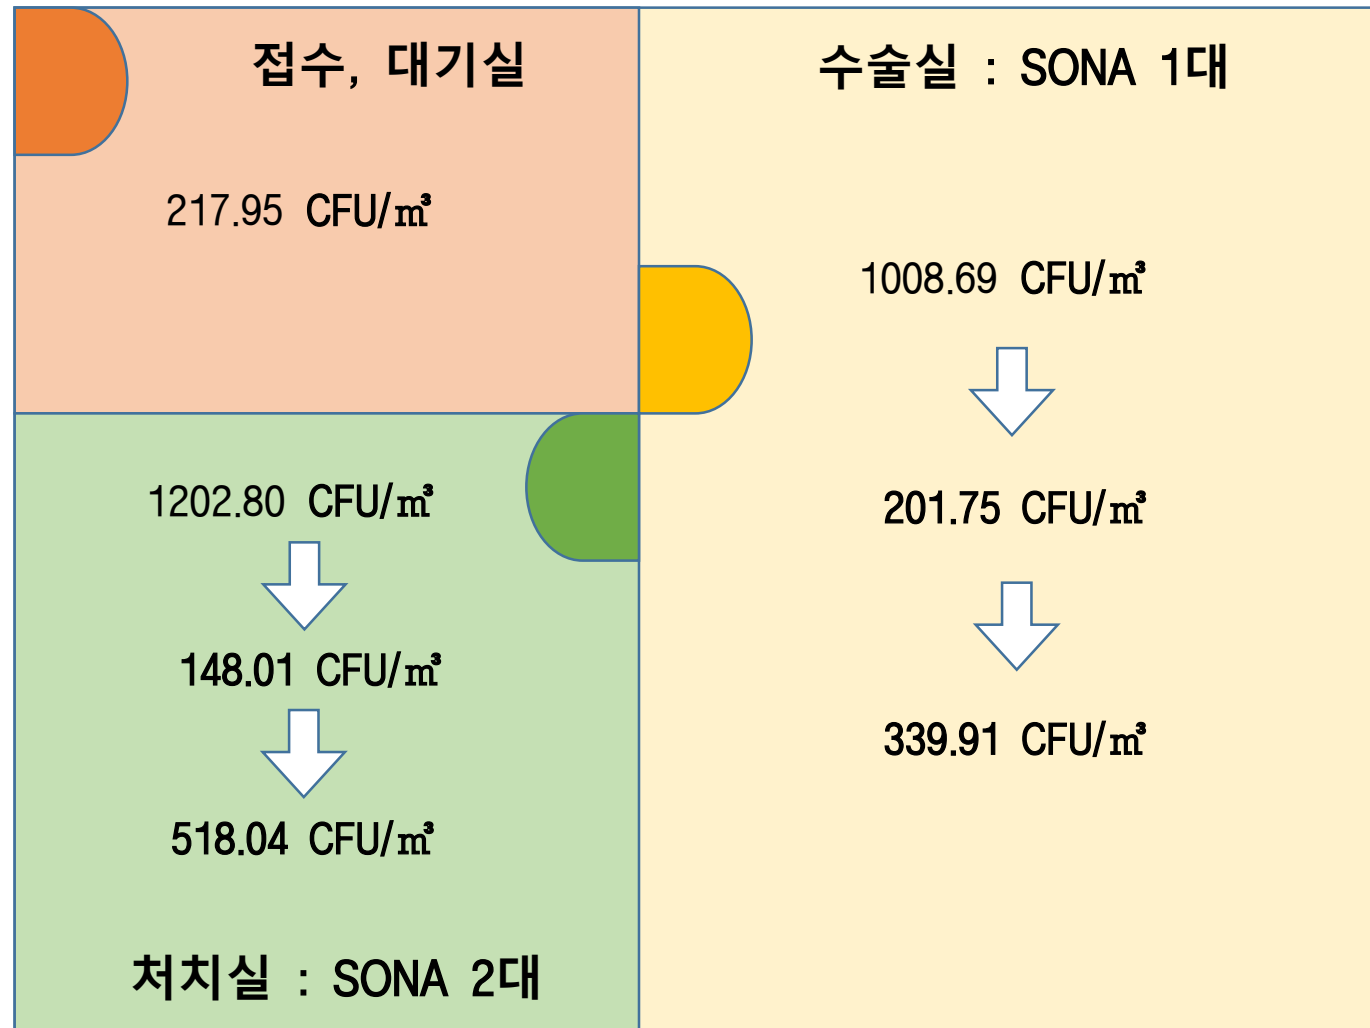 접수, 대기실
217.95 CFU/㎥
수술실 : SONA 1대
1008.69 CFU/㎥
201.75 CFU/㎥
339.91 CFU/㎥
1202.80 CFU/㎥
148.01 CFU/㎥
518.04 CFU/㎥
처치실 : SONA 2대